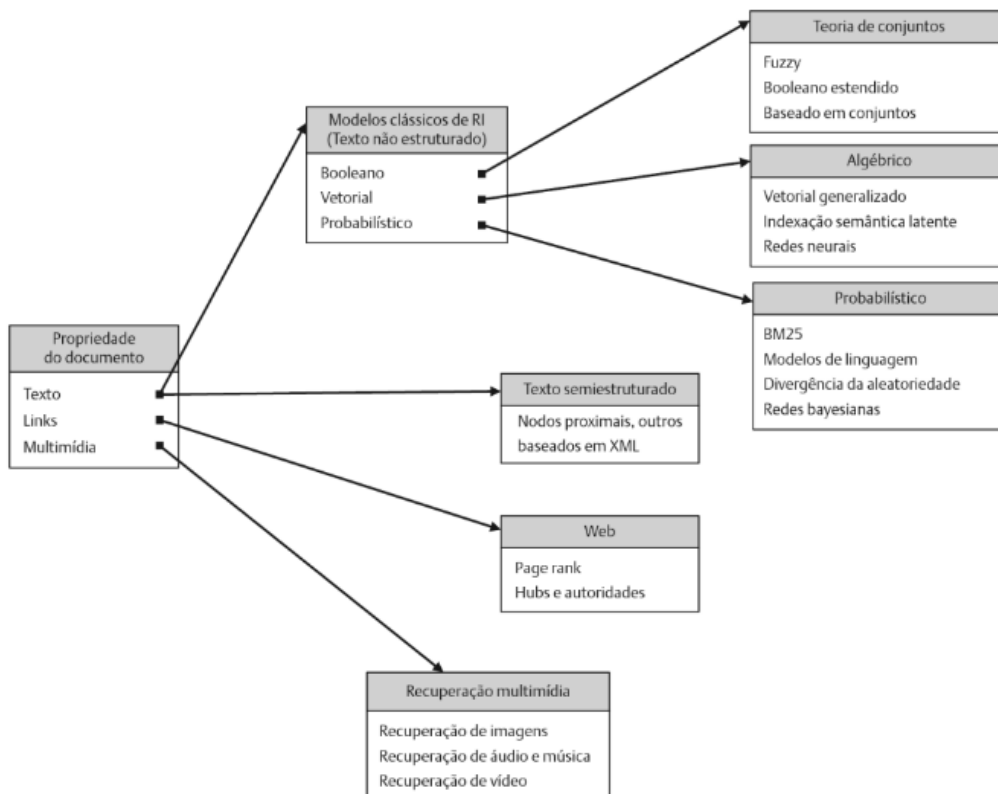 Teoria de conjuntos
Fuzzy
Booleano estendido
Baseado em conjuntos
Modelos clássicos de RI
(Texto não estruturado)
Booleano
Vetorial
Probabilístico
Algébrico
Vetorial generalizado
Indexação semântica latente
Redes neurais
Probabilístico
BM25
Modelos de linguagem
Divergência da aleatoriedade
Redes bayesianas
Propriedade
do documento
Texto
Links
Multimídia
Texto semiestruturado
Nodos proximais, outros
baseados em XML
Web
Page rank
Hubs e autoridades
Recuperação multimídia
Recuperação de imagens
Recuperação de áudio e música
Recuperação de vídeo